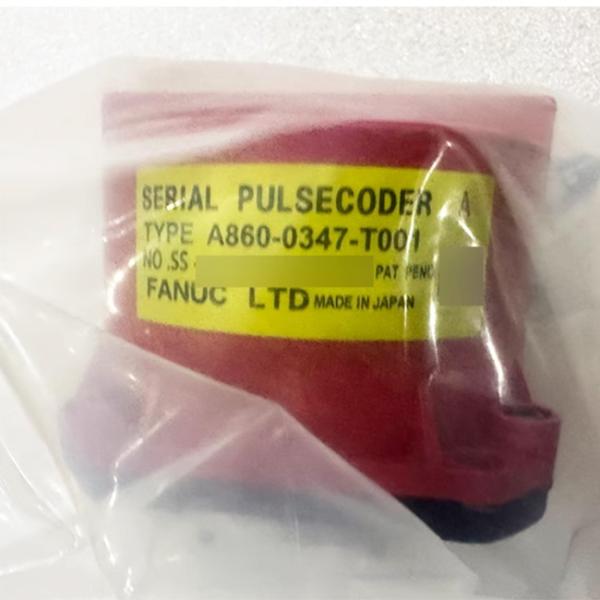 SERIAL PULSECODER A
TYPE A860-0347-T001
NO.SS PAT PEND
FANUC LTD MADE IN JAPAN